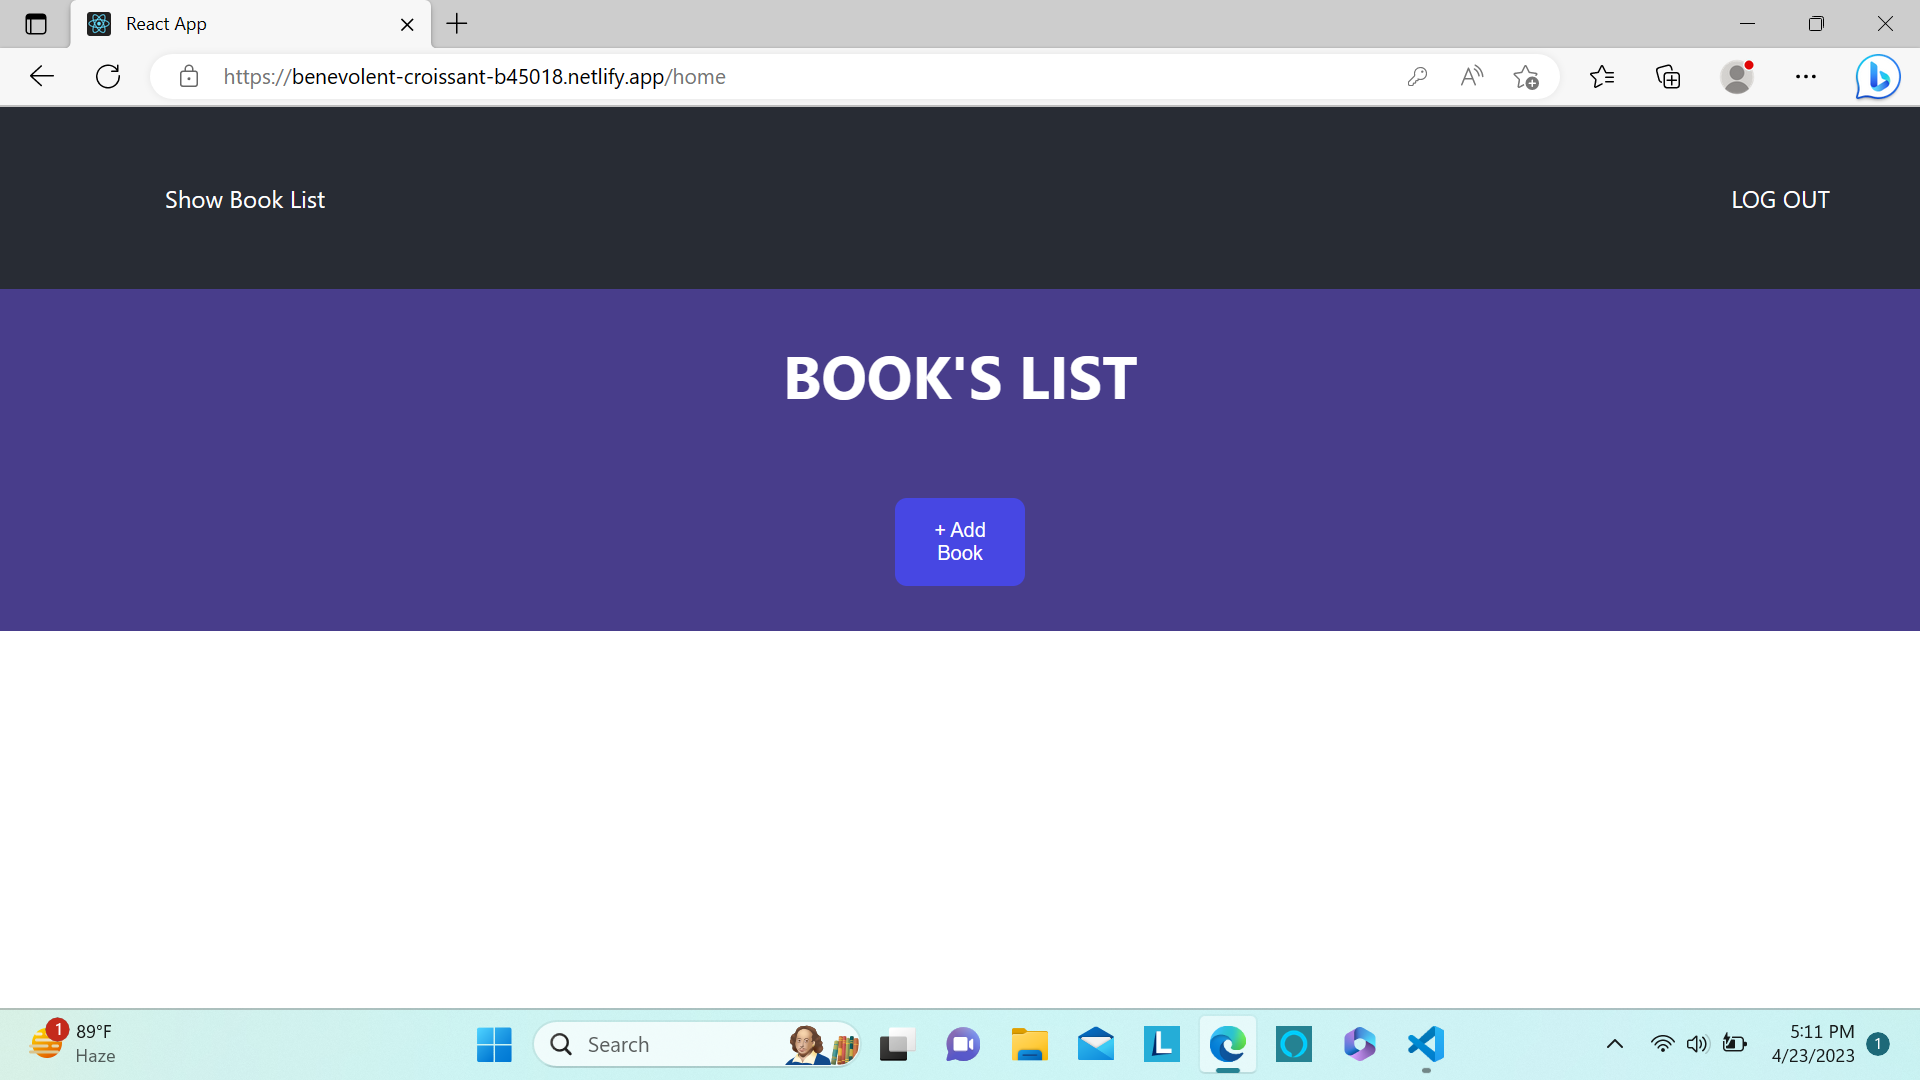 React App
https://benevolent-croissant-b45018.netlify.app/home
Show Book List
LOG OUT
BOOK'S LIST
+ Add
Book
1
89°F
Haze
Search
L
5:11 PM
4/23/2023
1